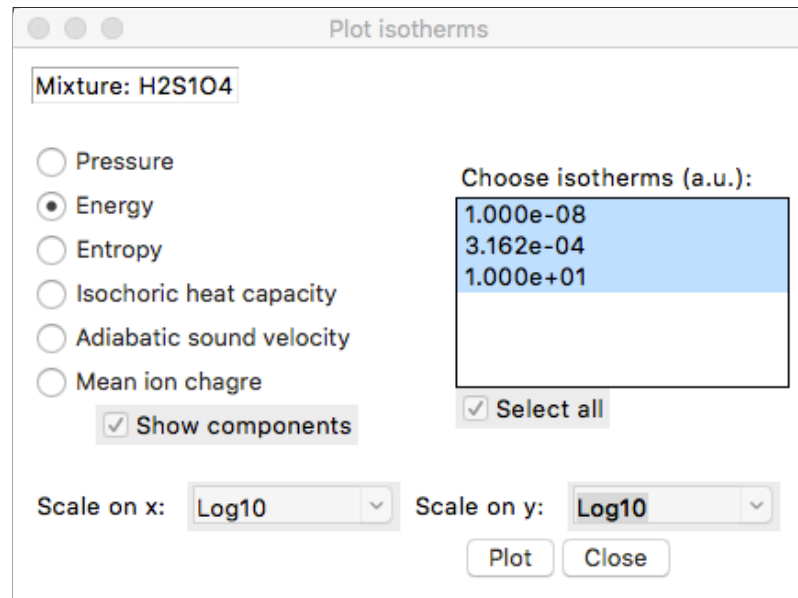 Plot isotherms
Mixture: H2S1O4
Pressure
Energy
Entropy
Isochoric heat capacity
Adiabatic sound velocity
Mean ion chagre
Show components
Choose isotherms (a.u.):
1.000e-08
3.162e-04
1.000e+01
Select all
Scale on x: Log10 Scale on y: Log10
Plot Close